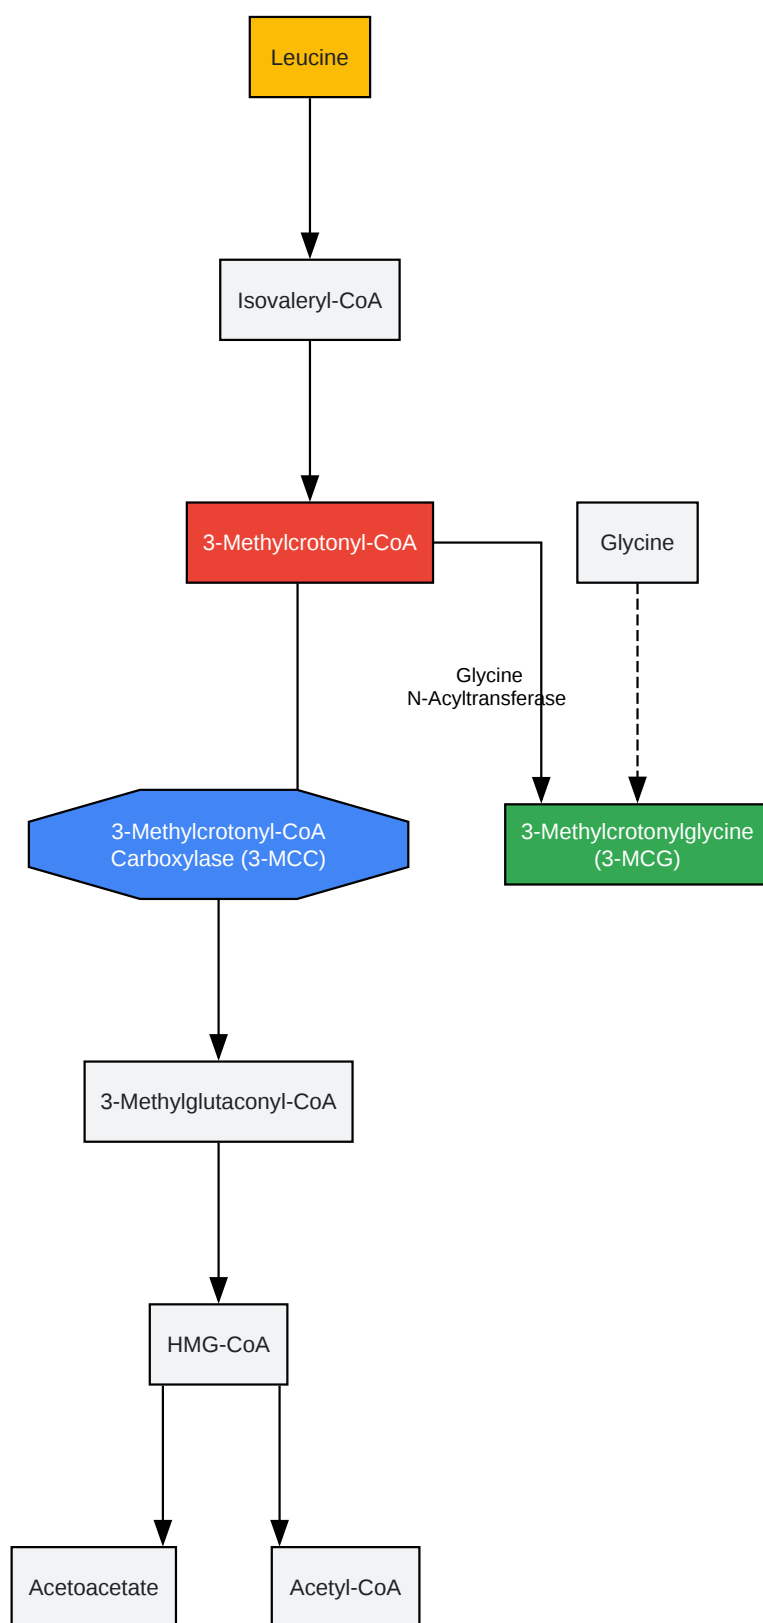 Leucine
Isovaleryl-CoA
3-Methylcrotonyl-CoA
Glycine
Glycine
N-Acyltransferase
3-Methylcrotonyl-CoA
Carboxylase (3-MCC)
3-Methylcrotonylglycine
(3-MCG)
3-Methylglutaconyl-CoA
HMG-CoA
Acetoacetate
Acetyl-CoA